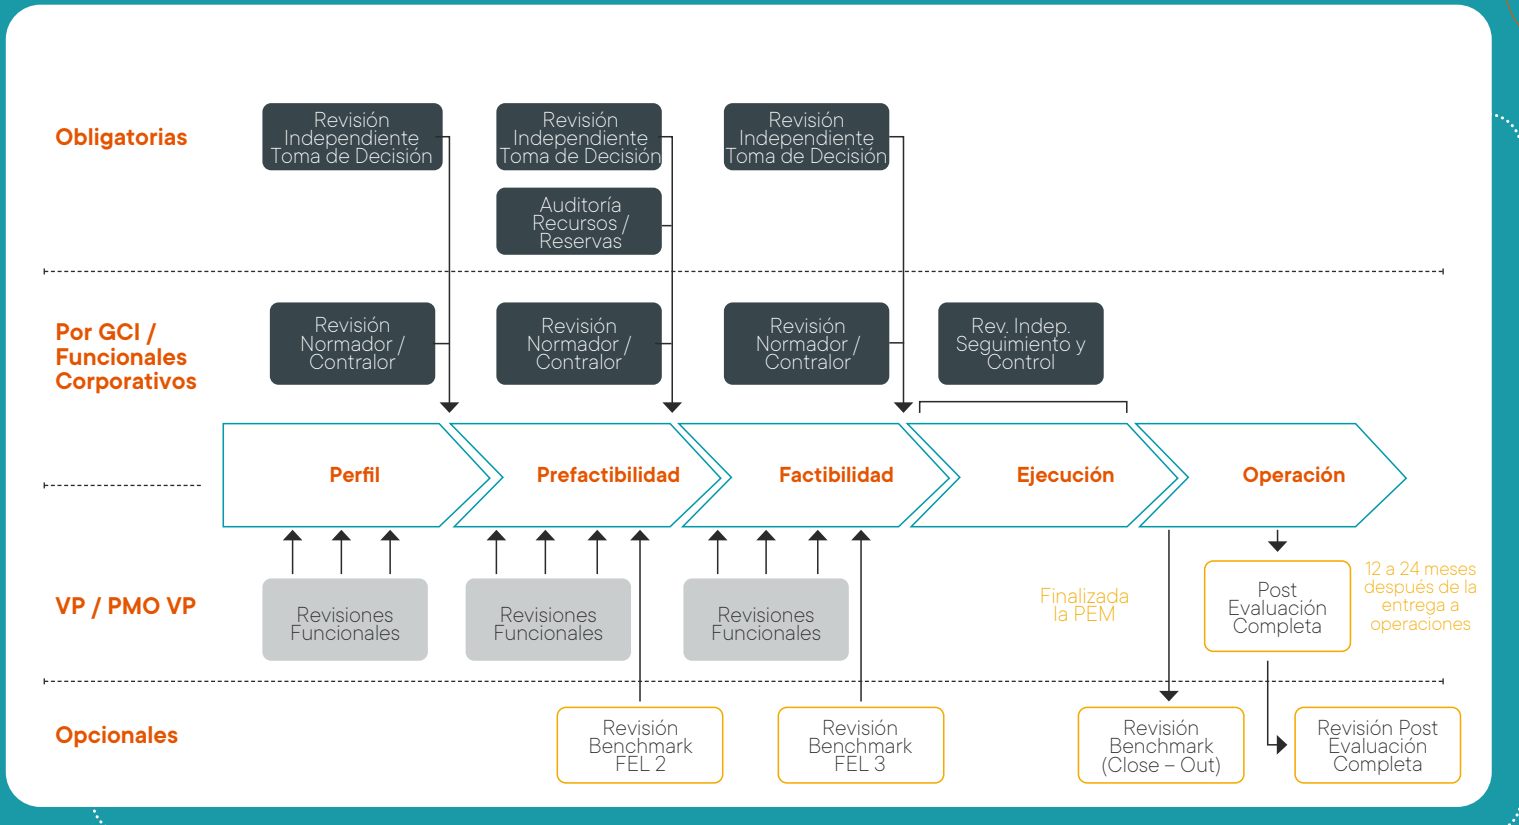 Obligatorias
Revisión
Independiente
Toma de Decisión
Revisión
Independiente
Toma de Decisión
Revisión
Independiente
Toma de Decisión
Auditoría
Recursos /
Reservas
Por GCI /
Funcionales
Corporativos
Revisión
Normador /
Contralor
Revisión
Normador /
Contralor
Revisión
Normador /
Contralor
Rev. Indep.
Seguimiento y
Control
Perfil
Prefactibilidad
Factibilidad
Ejecución
Operación
VP / PMO VP
Revisiones
Funcionales
Revisiones
Funcionales
Revisiones
Funcionales
Finalizada
la PEM
Post
Evaluación
Completa
12 a 24 meses
después de la
entrega a
operaciones
Opcionales
Revisión
Benchmark
FEL 2
Revisión
Benchmark
FEL 3
Revisión
Benchmark
(Close – Out)
Revisión Post
Evaluación
Completa